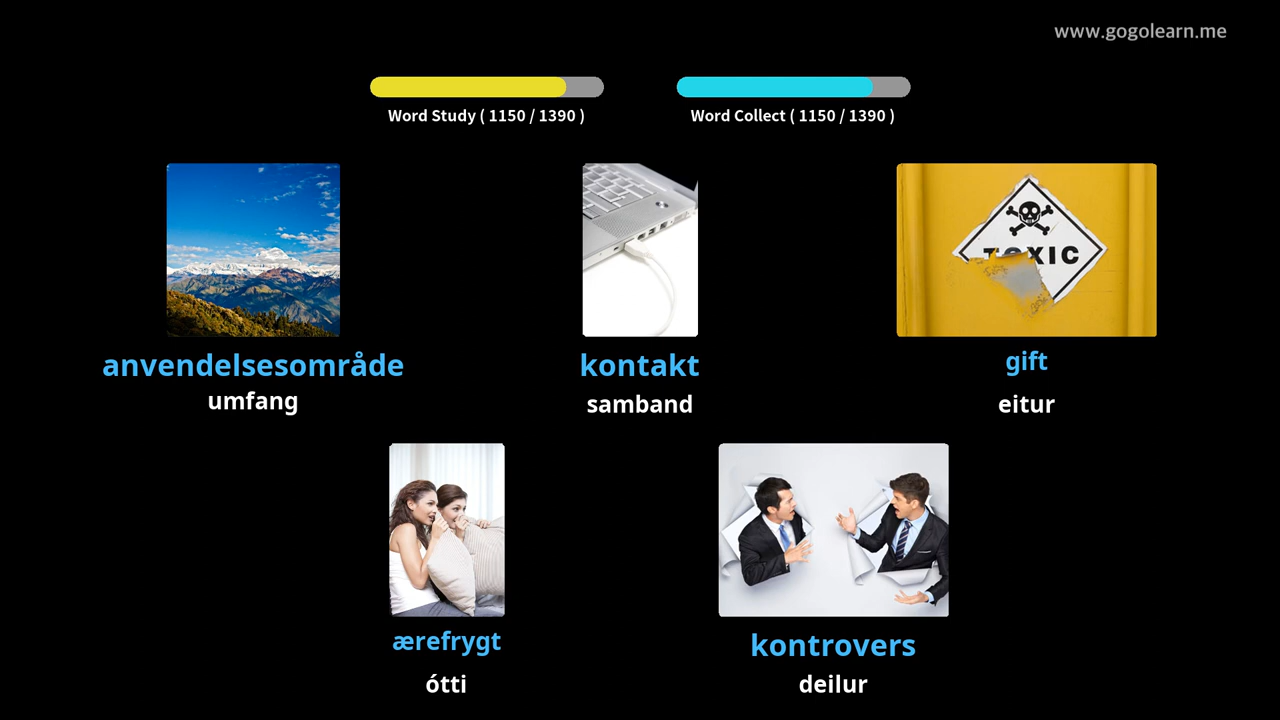 www.gogolearn.me
Word Study ( 1150 / 1390 )
Word Collect ( 1150 / 1390 )
TOXIC
anvendelsesområde
kontakt
gift
umfang
samband
eitur
ærefrygt
kontrovers
ótti
deilur